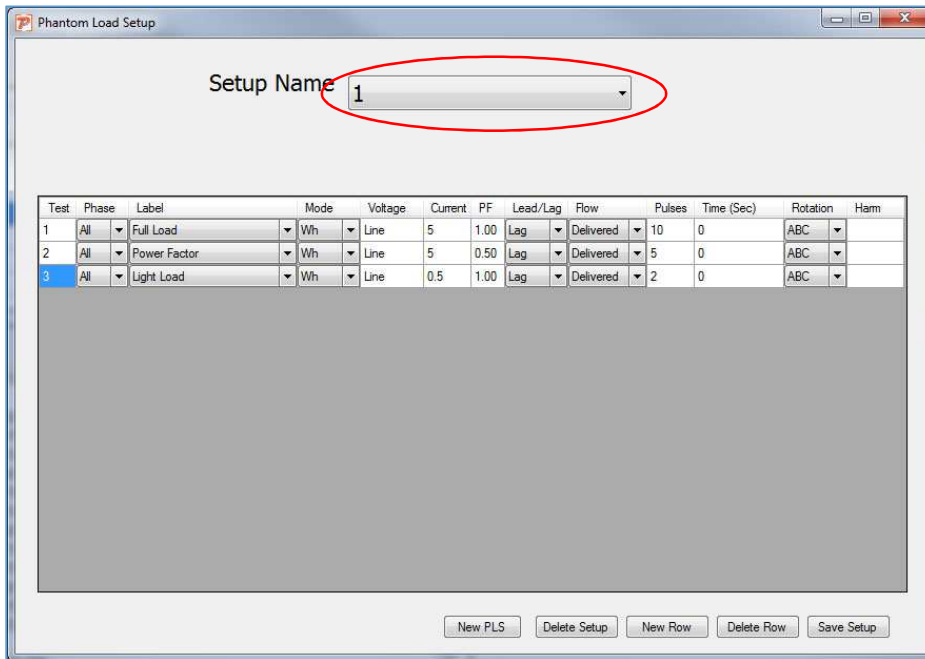 Phantom Load Setup
Setup Name 1
Test Phase Label Mode Voltage Current PF Lead/Lag Flow Pulses Time (Sec) Rotation Harm
1 All Full Load Wh Line 5 1.00 Lag Delivered 10 0 ABC
2 All Power Factor Wh Line 5 0.50 Lag Delivered 5 0 ABC
3 All Light Load Wh Line 0.5 1.00 Lag Delivered 2 0 ABC
New PLS Delete Setup New Row Delete Row Save Setup